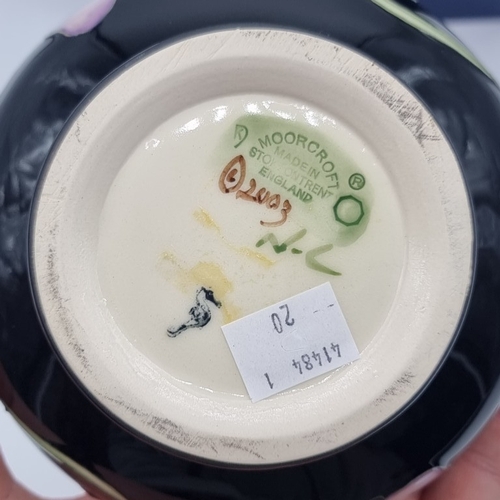 MOORCROFT
MADE IN
STOKE ON TRENT
ENGLAND
®
©2003
N-L
20
41484 1